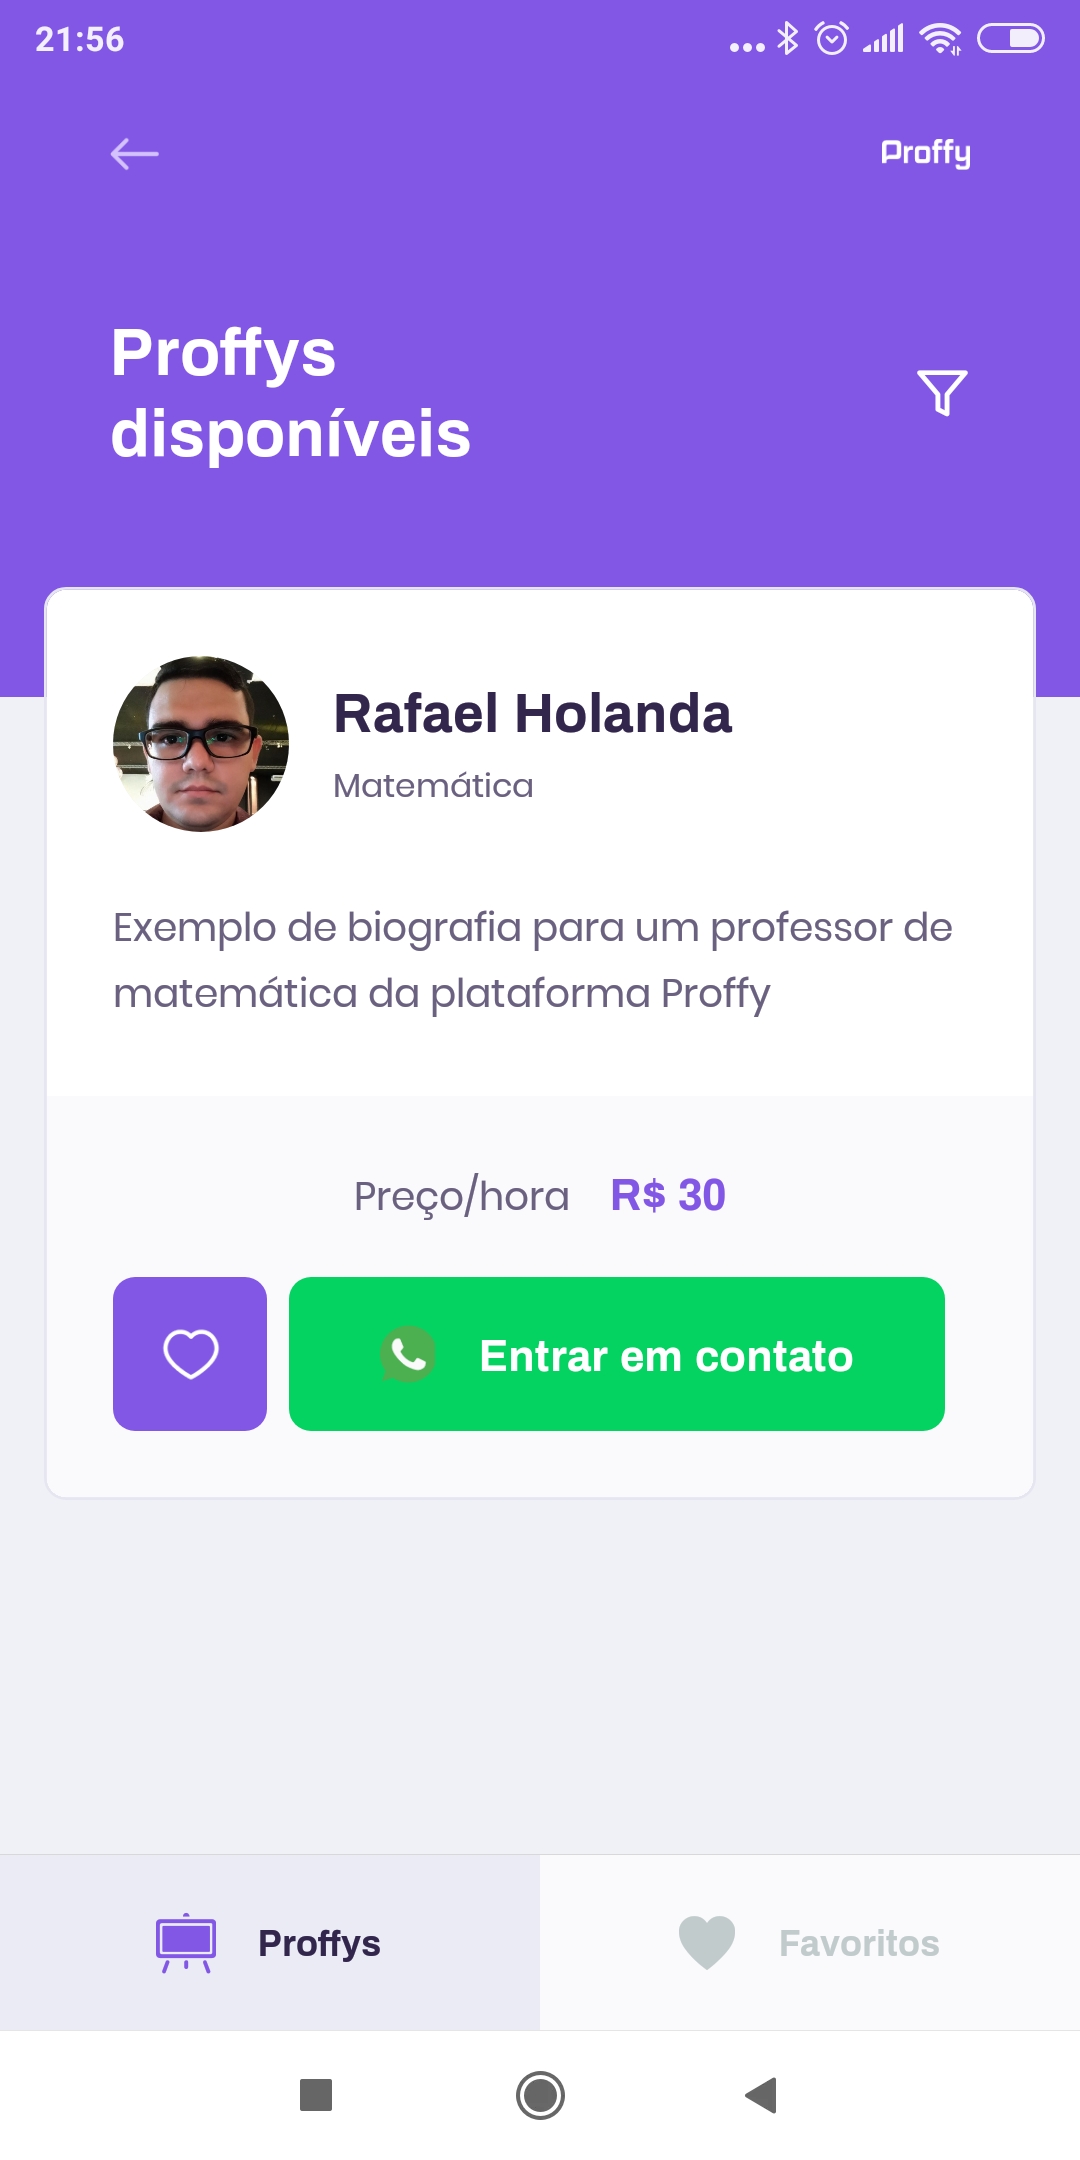 21:56
Proffy
Proffys
disponíveis
Rafael Holanda
Matemática
Exemplo de biografia para um professor de
matemática da plataforma Proffy
Preço/hora R$ 30
Entrar em contato
Proffys
Favoritos